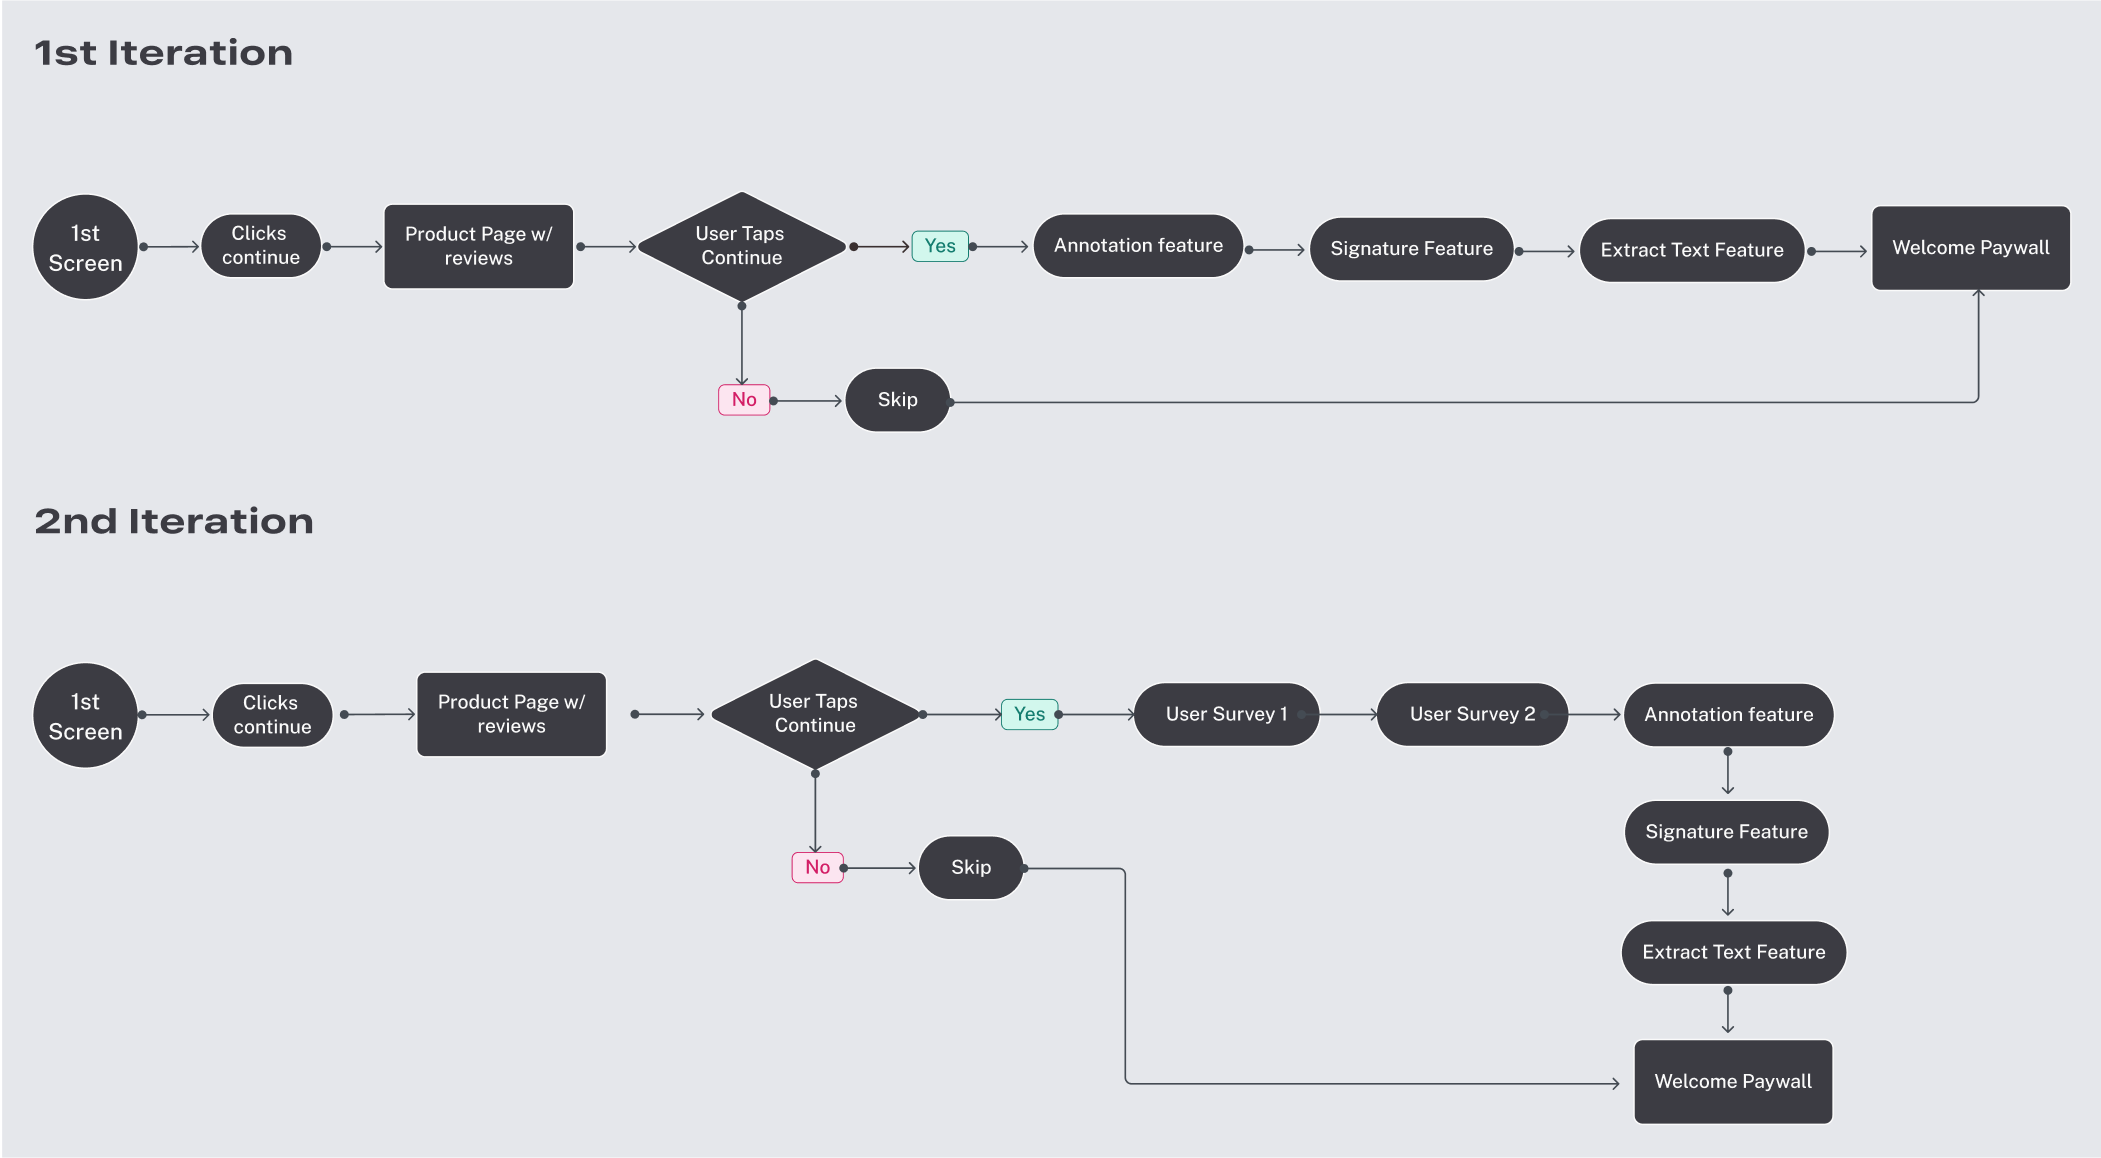 1st Iteration
1st
Screen
Clicks
continue
Product Page w/
reviews
User Taps
Continue
Yes
Annotation feature
Signature Feature
Extract Text Feature
Welcome Paywall
No
Skip
2nd Iteration
1st
Screen
Clicks
continue
Product Page w/
reviews
User Taps
Continue
Yes
User Survey 1
User Survey 2
Annotation feature
Signature Feature
No
Skip
Extract Text Feature
Welcome Paywall